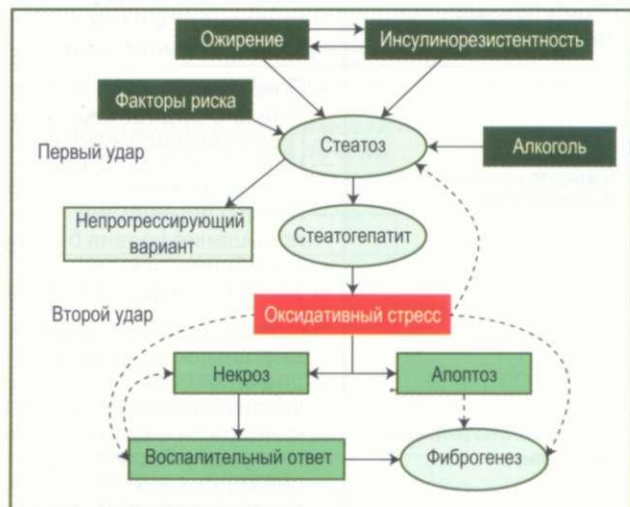 Ожирение
Инсулинорезистентность
Факторы риска
Стеатоз
Алкоголь
Первый удар
Непрогрессирующий
вариант
Стеатогепатит
Второй удар
Оксидативный стресс
Некроз
Апоптоз
Воспалительный ответ
Фиброгенез